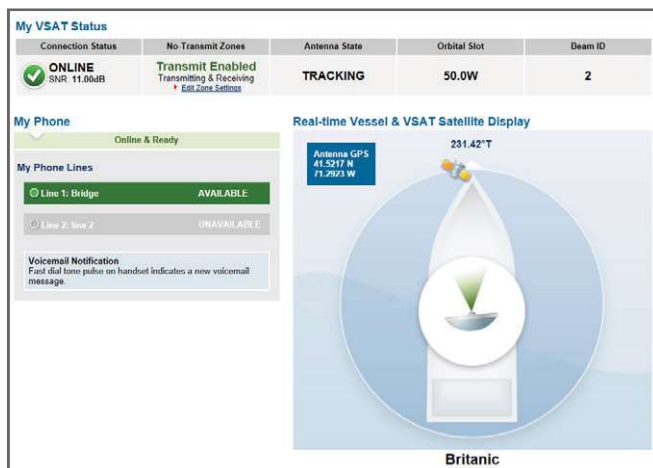 My VSAT Status
Connection Status No-Transmit Zones Antenna State Orbital Slot Beam ID
ONLINE
SNR: 11.00dB
Transmit Enabled
Transmitting & Receiving
Edit Zone Settings
TRACKING
50.0W
2
My Phone
Online & Ready
My Phone Lines
Line 1: Bridge AVAILABLE
Line 2: line 2 UNAVAILABLE
Voicemail Notification
Fast dial tone pulse on handset indicates a new voicemail
message.
Real-time Vessel & VSAT Satellite Display
231.42°T
Antenna GPS
41.5217 N
71.2923 W
Britanic